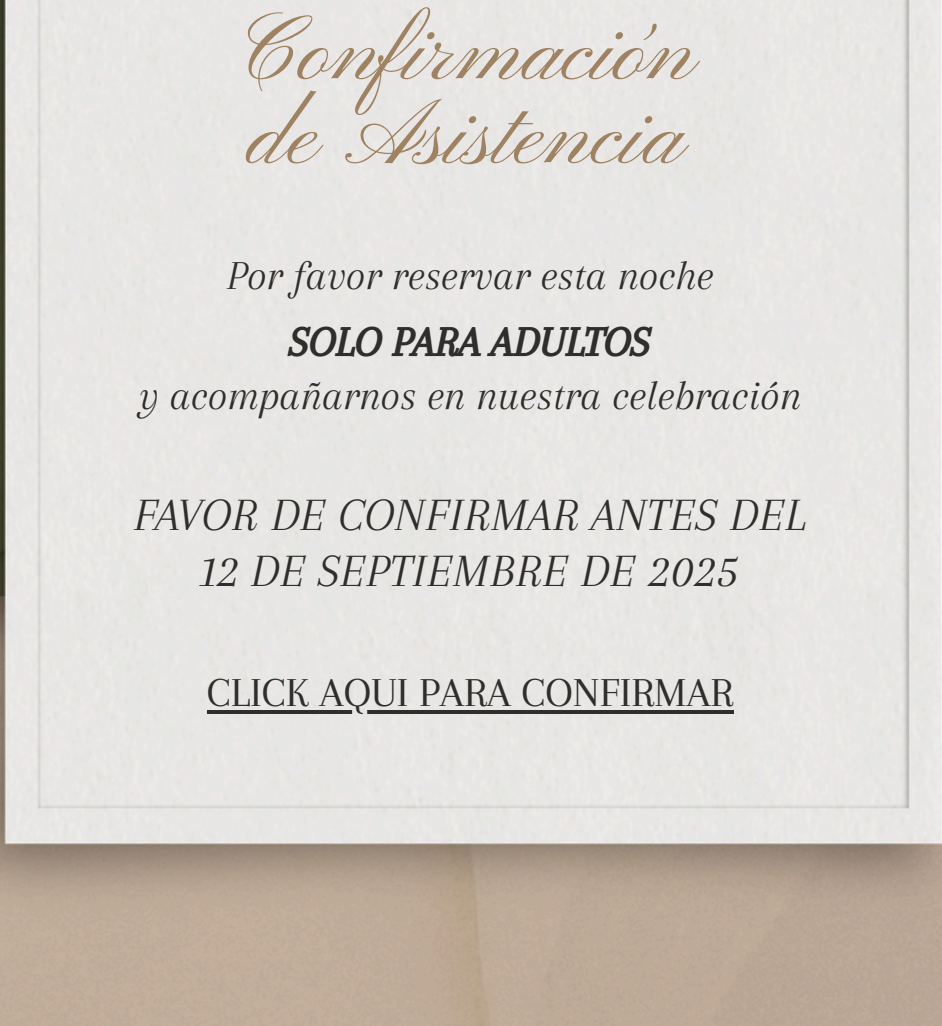 Confirmación
de Asistencia
Por favor reservar esta noche
SOLO PARA ADULTOS
y acompañarnos en nuestra celebración
FAVOR DE CONFIRMAR ANTES DEL
12 DE SEPTIEMBRE DE 2025
CLICK AQUI PARA CONFIRMAR